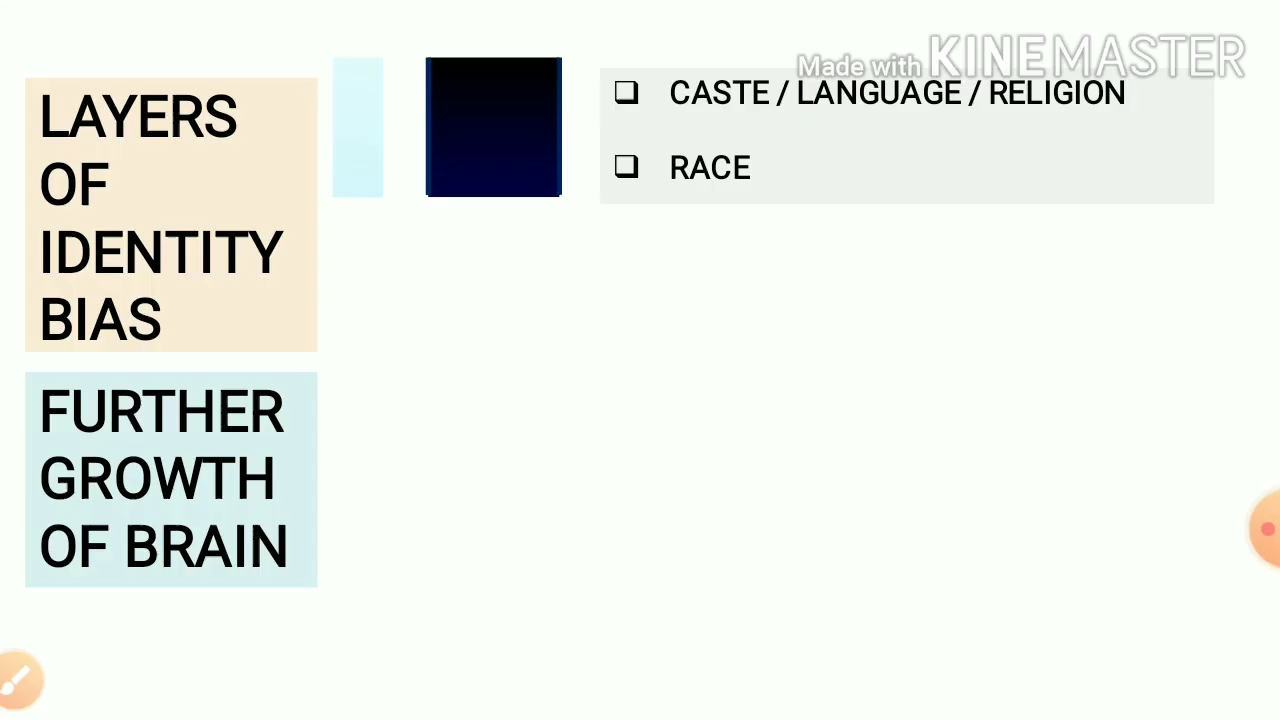 Made with KINEMASTER
LAYERS
OF
IDENTITY
BIAS
CASTE / LANGUAGE / RELIGION
RACE
FURTHER
GROWTH
OF BRAIN